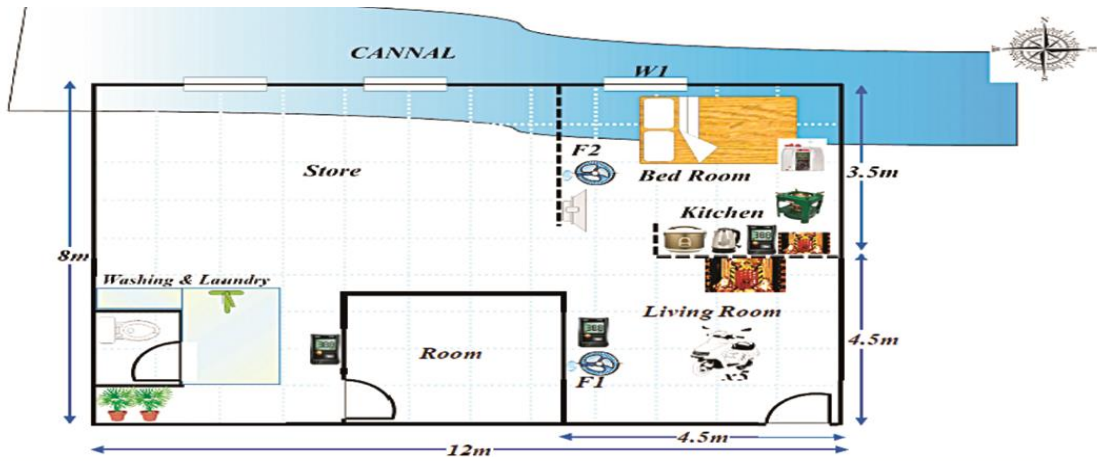 N
CANNAL
W1
F2
Store
Bed Room
3.5m
Kitchen
8m
Washing & Laundry
Living Room
Room
4.5m
F1
x5
4.5m
12m